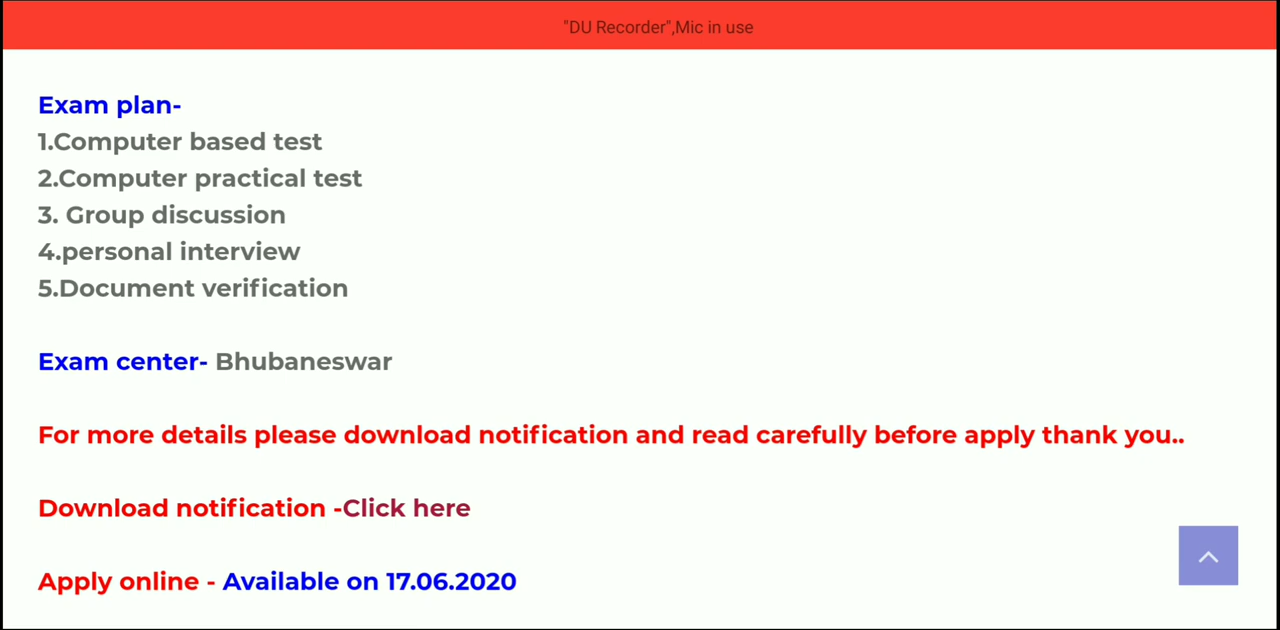 "DU Recorder",Mic in use
Exam plan-
1.Computer based test
2.Computer practical test
3. Group discussion
4.personal interview
5.Document verification
Exam center- Bhubaneswar
For more details please download notification and read carefully before apply thank you..
Download notification -Click here
Apply online - Available on 17.06.2020